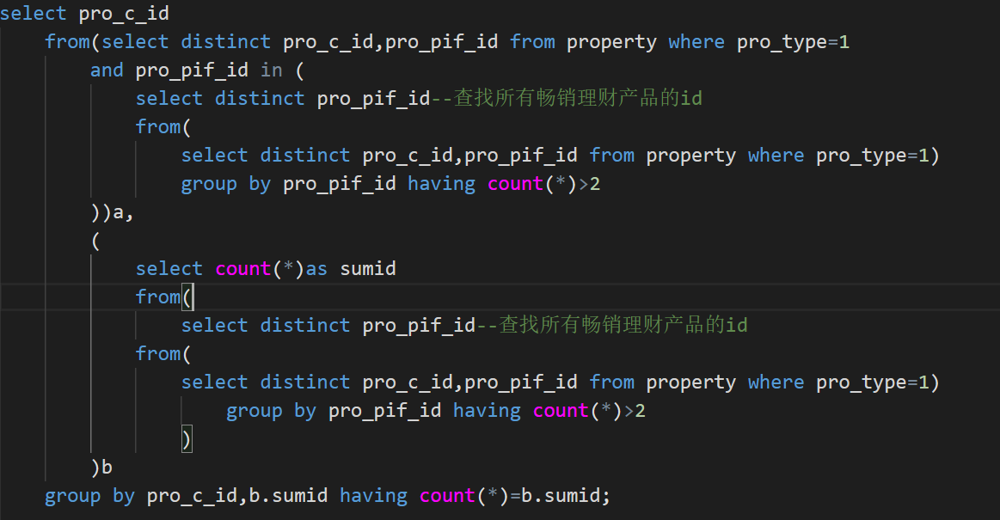 select pro_c_id
    from(select distinct pro_c_id,pro_pif_id from property where pro_type=1
        and pro_pif_id in (
            select distinct pro_pif_id--查找所有畅销理财产品的id
            from(
                select distinct pro_c_id,pro_pif_id from property where pro_type=1)
                group by pro_pif_id having count(*)>2
        ))a,
        (
            select count(*)as sumid
            from(
                select distinct pro_pif_id--查找所有畅销理财产品的id
            from(
                select distinct pro_c_id,pro_pif_id from property where pro_type=1)
                    group by pro_pif_id having count(*)>2
                )
        )b
    group by pro_c_id,b.sumid having count(*)=b.sumid;